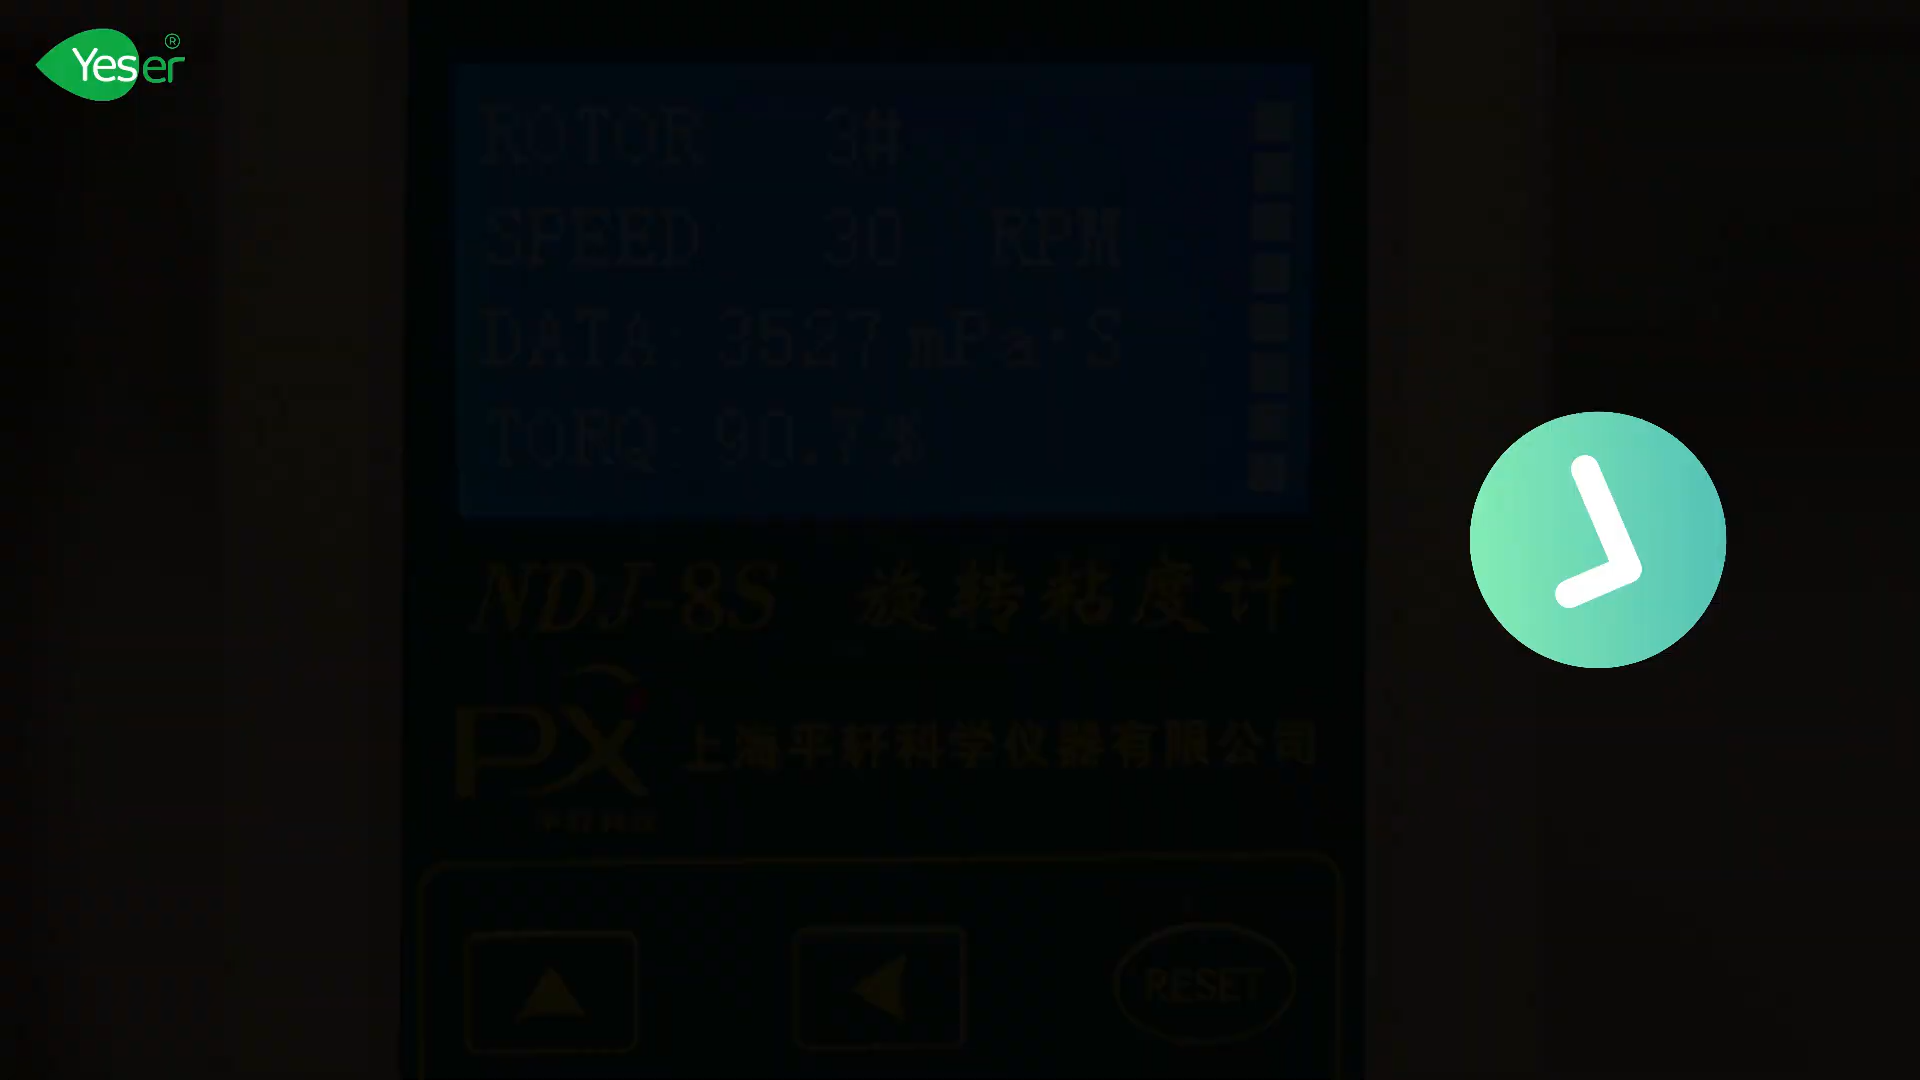 Yeser®
ROTOR 3#
SPEED 30 RPM
DATA 3527 mPa·S
TORQ 90.7%
NDJ-8S 旋转粘度计
PX 上海平轩科学仪器有限公司
RESET